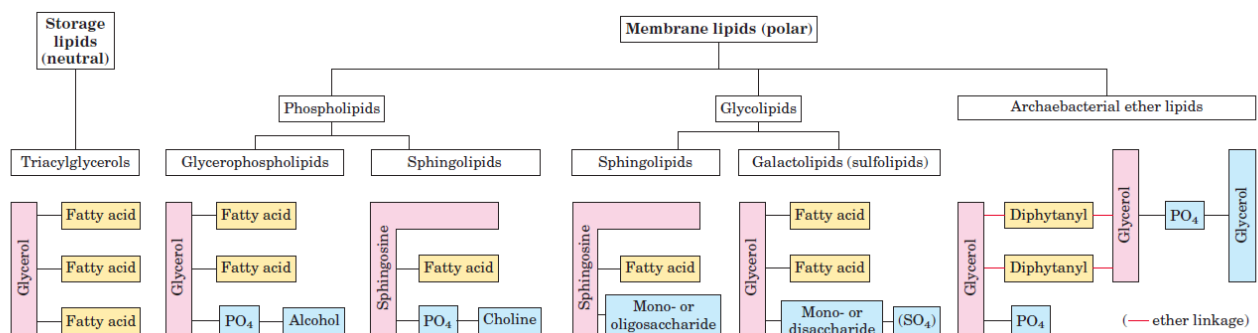 Storage
lipids
(neutral)
Membrane lipids (polar)
Phospholipids
Glycolipids
Archaebacterial ether lipids
Triacylglycerols
Glycerophospholipids
Sphingolipids
Sphingolipids
Galactolipids (sulfolipids)
Glycerol
Fatty acid
Fatty acid
Fatty acid
Glycerol
Fatty acid
Fatty acid
PO4
Alcohol
Sphingosine
Fatty acid
PO4
Choline
Sphingosine
Fatty acid
Mono- or
oligosaccharide
Glycerol
Fatty acid
Fatty acid
Mono- or
disaccharide
(SO4)
Glycerol
Diphytanyl
Diphytanyl
PO4
Glycerol
PO4
Glycerol
(— ether linkage)